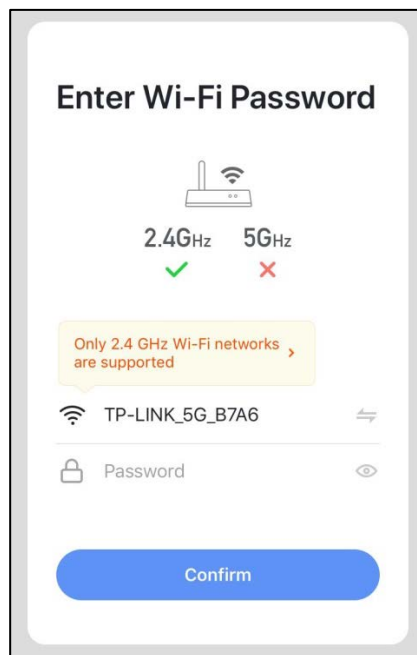 Enter Wi-Fi Password
2.4GHz 5GHz
Only 2.4 GHz Wi-Fi networks
are supported
TP-LINK_5G_B7A6
Password
Confirm